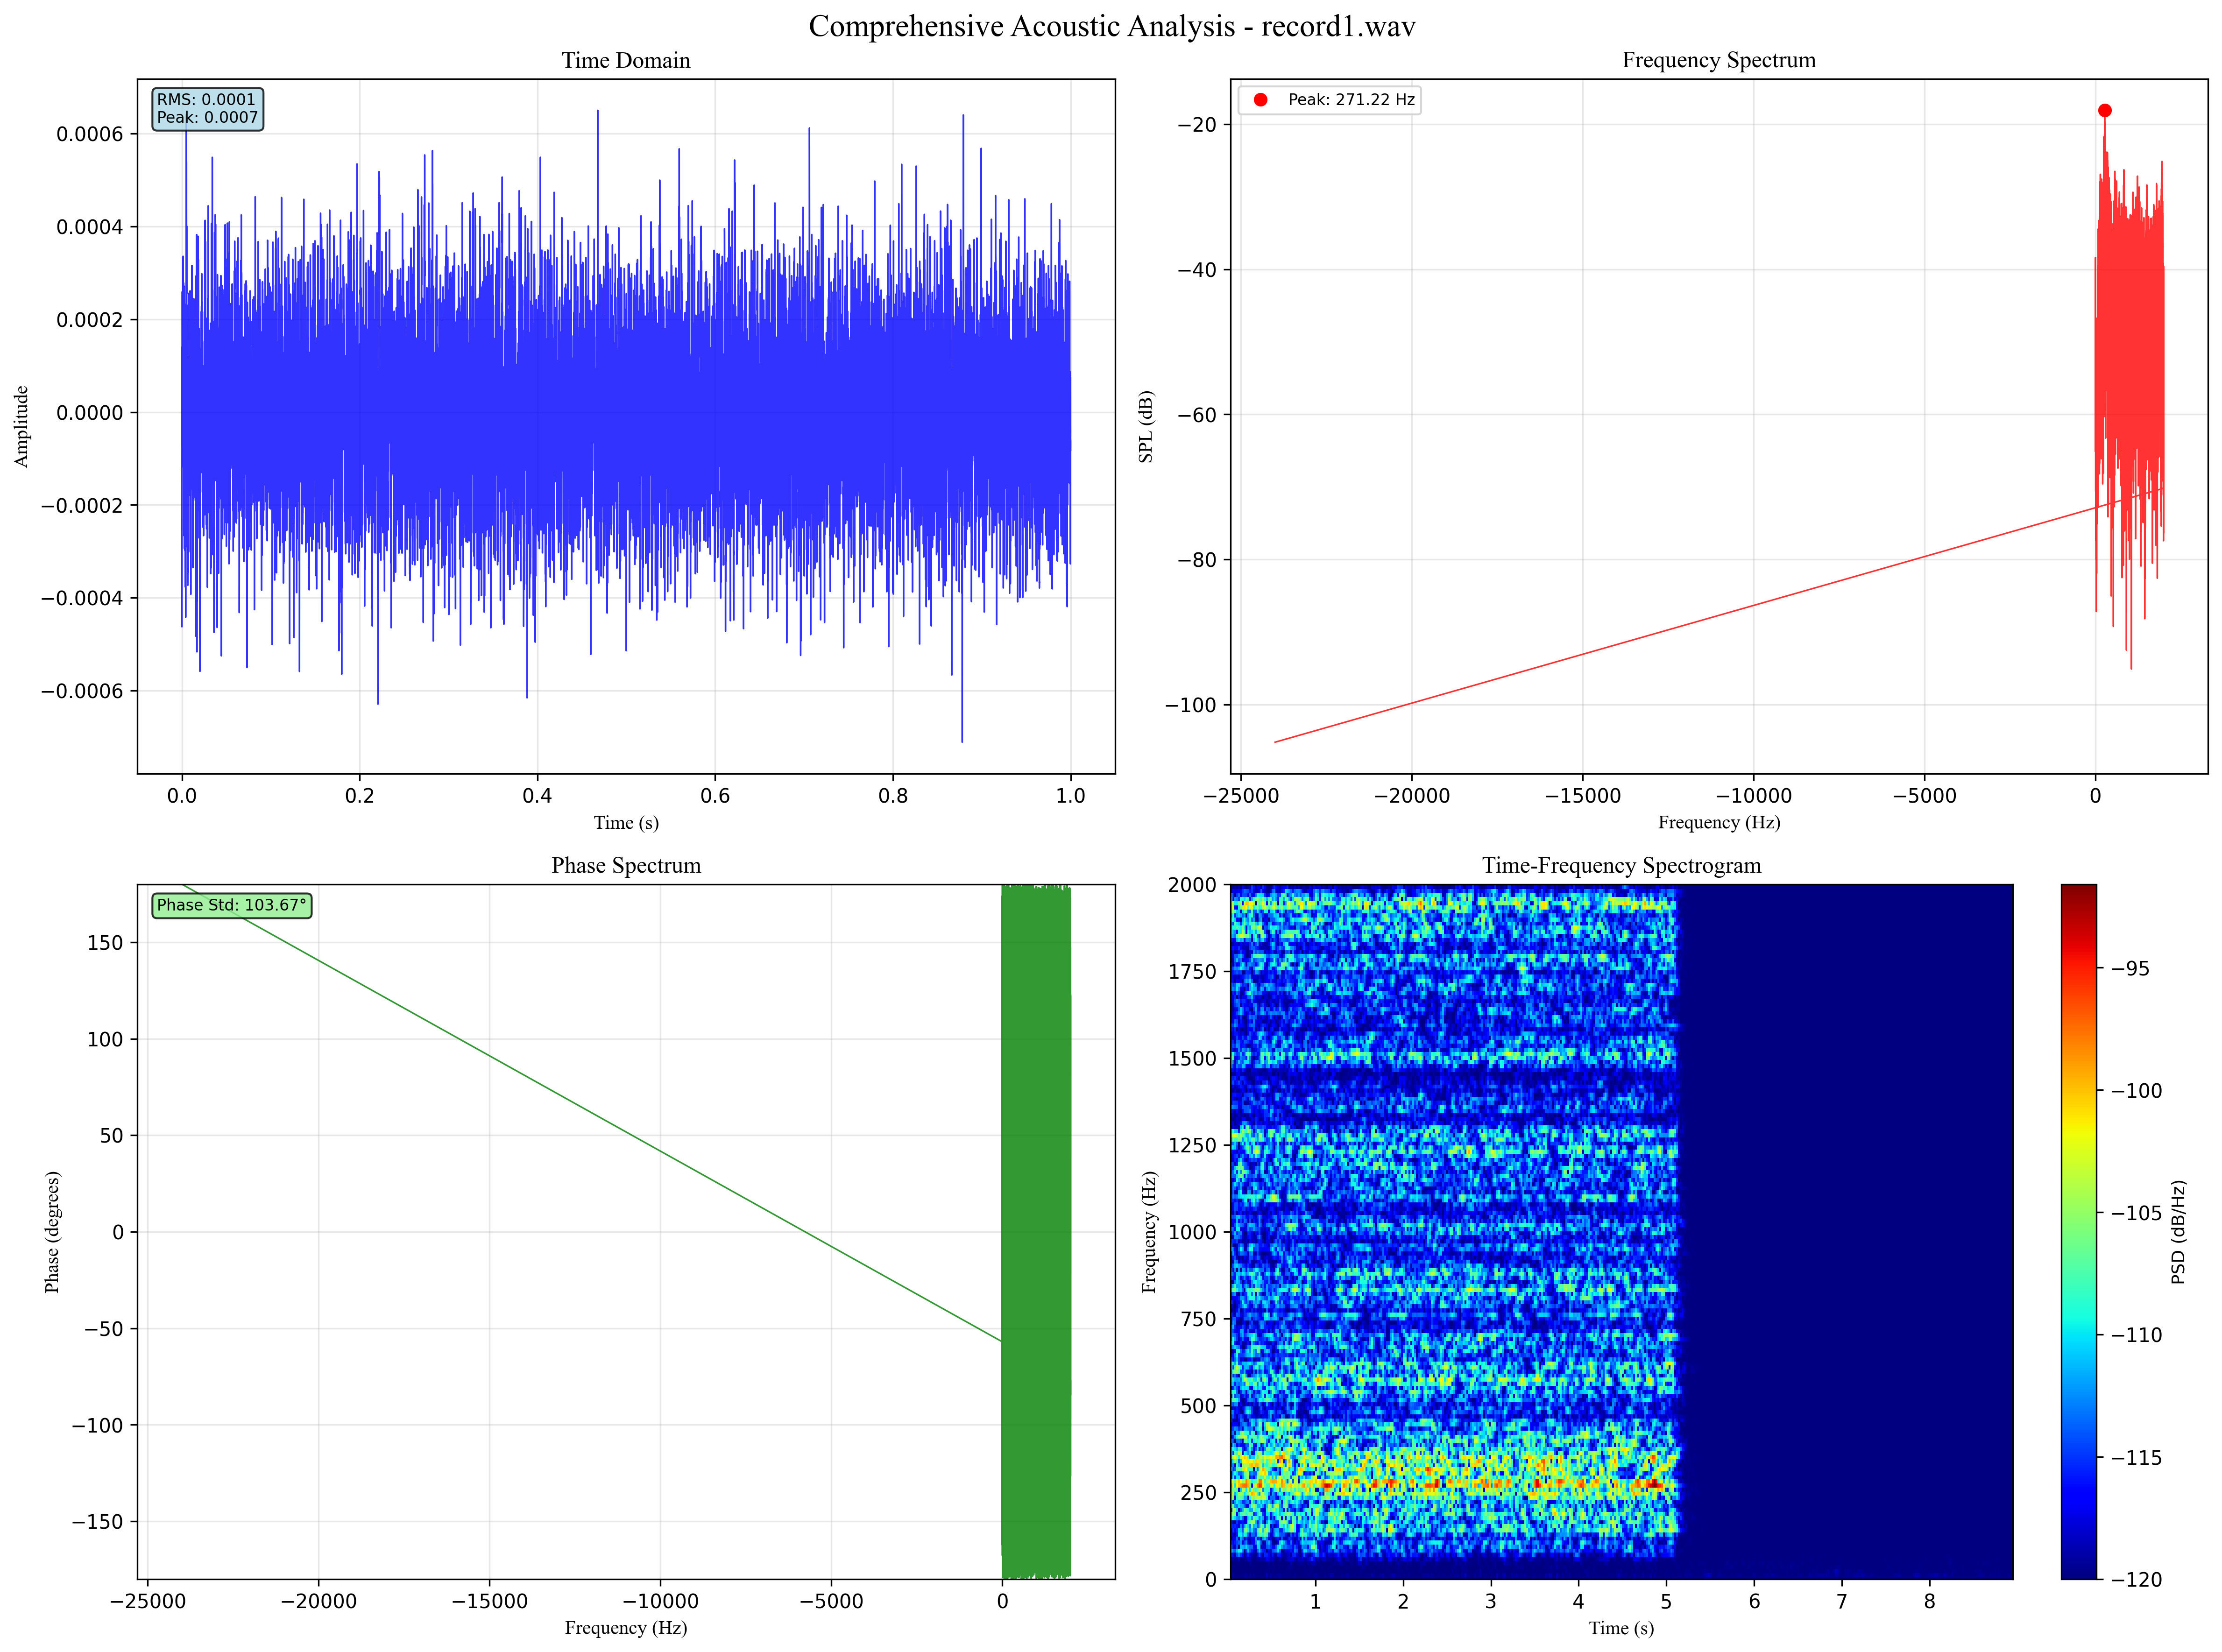 Comprehensive Acoustic Analysis - record1.wav
Time Domain
RMS: 0.0001
Peak: 0.0007
0.0006
0.0004
0.0002
0.0000
−0.0002
−0.0004
−0.0006
Amplitude
0.0 0.2 0.4 0.6 0.8 1.0
Time (s)
Frequency Spectrum
Peak: 271.22 Hz
−20
−40
−60
−80
−100
SPL (dB)
−25000 −20000 −15000 −10000 −5000 0
Frequency (Hz)
Phase Spectrum
Phase Std: 103.67°
150
100
50
0
−50
−100
−150
Phase (degrees)
−25000 −20000 −15000 −10000 −5000 0
Frequency (Hz)
Time-Frequency Spectrogram
2000
1750
1500
1250
1000
750
500
250
0
Frequency (Hz)
1 2 3 4 5 6 7 8
Time (s)
−95
−100
−105
−110
−115
−120
PSD (dB/Hz)